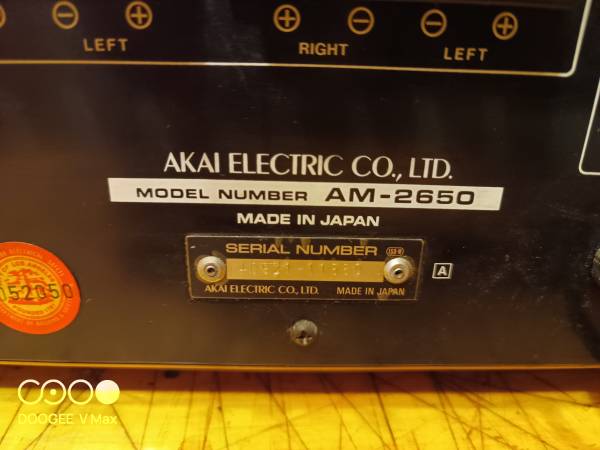 ⊖ ⊕ ⊕ ⊖ ⊖ ⊕
LEFT RIGHT LEFT
AKAI ELECTRIC CO., LTD.
MODEL NUMBER AM-2650
MADE IN JAPAN
SERIAL NUMBER
AKAI ELECTRIC CO., LTD. MADE IN JAPAN
A
052050
DOOGEE V Max